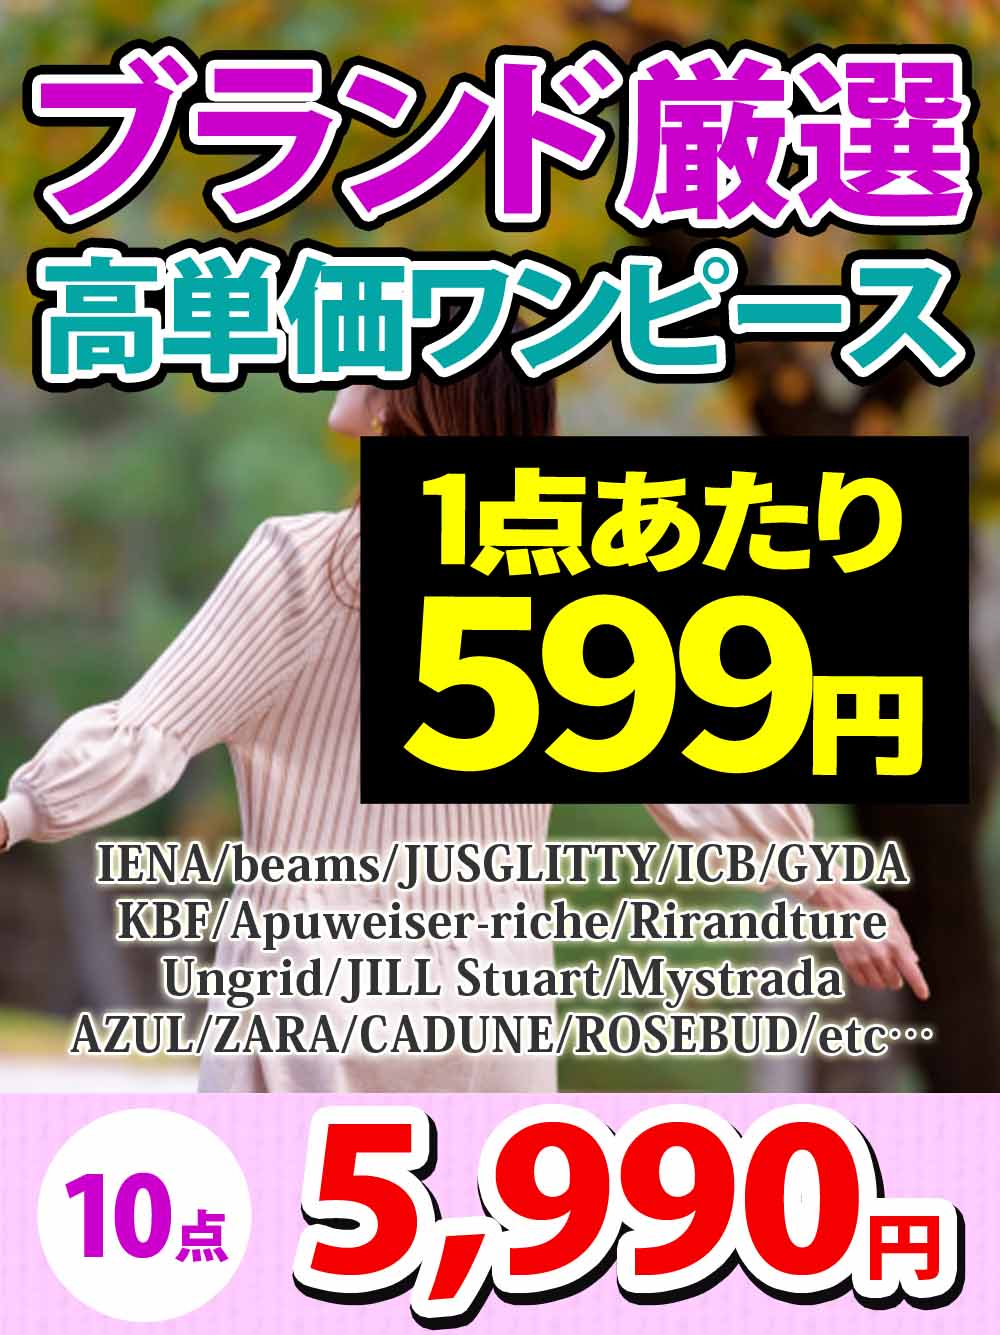 ブランド厳選
高単価ワンピース
1点あたり
599円
IENA/beams/JUSGLITTY/ICB/GYDA
KBF/Apuweiser-riche/Rirandture
Ungrid/JILL Stuart/Mystrada
AZUL/ZARA/CADUNE/ROSEBUD/etc…
10点
5,990円